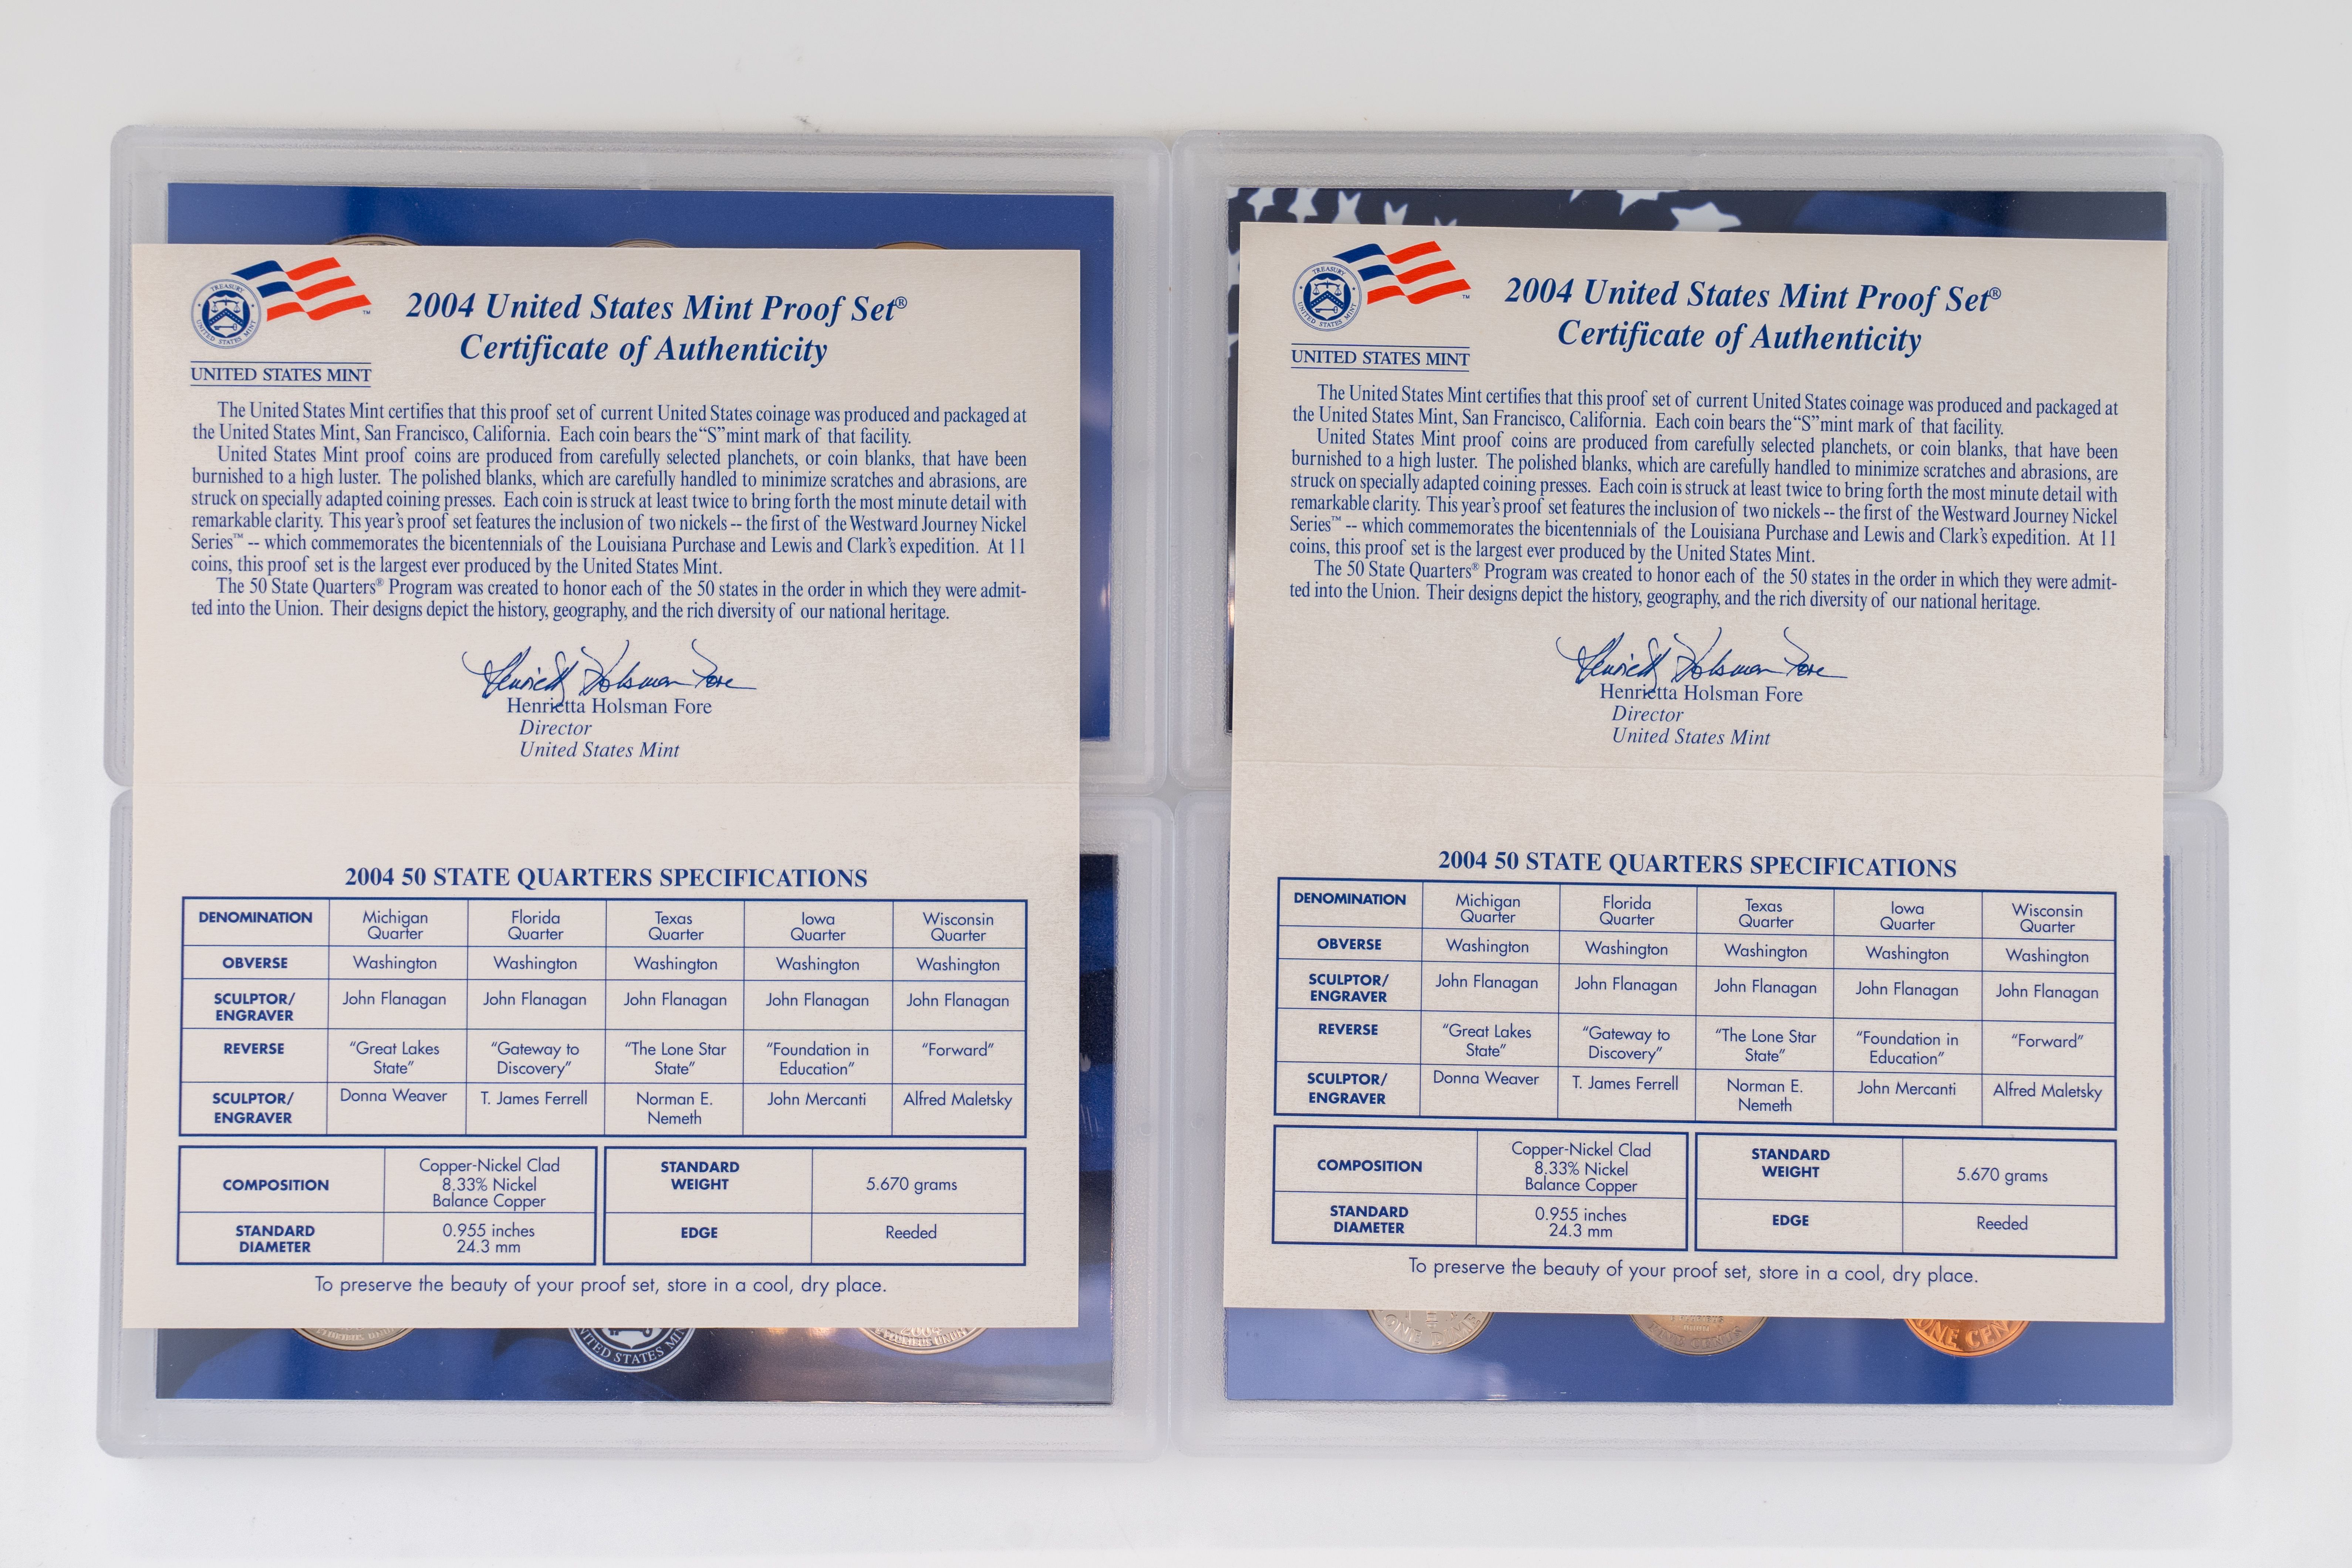 TREASURY
UNITED STATES MINT
™
UNITED STATES MINT
2004 United States Mint Proof Set®
Certificate of Authenticity
The United States Mint certifies that this proof set of current United States coinage was produced and packaged at
the United States Mint, San Francisco, California. Each coin bears the “S” mint mark of that facility.
United States Mint proof coins are produced from carefully selected planchets, or coin blanks, that have been
burnished to a high luster. The polished blanks, which are carefully handled to minimize scratches and abrasions, are
struck on specially adapted coining presses. Each coin is struck at least twice to bring forth the most minute detail with
remarkable clarity. This year’s proof set features the inclusion of two nickels -- the first of the Westward Journey Nickel
Series™ -- which commemorates the bicentennials of the Louisiana Purchase and Lewis and Clark’s expedition. At 11
coins, this proof set is the largest ever produced by the United States Mint.
The 50 State Quarters® Program was created to honor each of the 50 states in the order in which they were admit-
ted into the Union. Their designs depict the history, geography, and the rich diversity of our national heritage.
Henrietta Holsman Fore
Henrietta Holsman Fore
Director
United States Mint
2004 50 STATE QUARTERS SPECIFICATIONS
DENOMINATION Michigan Quarter Florida Quarter Texas Quarter Iowa Quarter Wisconsin Quarter
OBVERSE Washington Washington Washington Washington Washington
SCULPTOR/ ENGRAVER John Flanagan John Flanagan John Flanagan John Flanagan John Flanagan
REVERSE “Great Lakes State” “Gateway to Discovery” “The Lone Star State” “Foundation in Education” “Forward”
SCULPTOR/ ENGRAVER Donna Weaver T. James Ferrell Norman E. Nemeth John Mercanti Alfred Maletsky
COMPOSITION Copper-Nickel Clad 8.33% Nickel Balance Copper STANDARD WEIGHT 5.670 grams
STANDARD DIAMETER 0.955 inches 24.3 mm EDGE Reeded
To preserve the beauty of your proof set, store in a cool, dry place.
UNITED STATES MIN
2004
PLURIBUS UNUM
TREASURY
UNITED STATES MINT
™
UNITED STATES MINT
2004 United States Mint Proof Set®
Certificate of Authenticity
The United States Mint certifies that this proof set of current United States coinage was produced and packaged at
the United States Mint, San Francisco, California. Each coin bears the “S” mint mark of that facility.
United States Mint proof coins are produced from carefully selected planchets, or coin blanks, that have been
burnished to a high luster. The polished blanks, which are carefully handled to minimize scratches and abrasions, are
struck on specially adapted coining presses. Each coin is struck at least twice to bring forth the most minute detail with
remarkable clarity. This year’s proof set features the inclusion of two nickels -- the first of the Westward Journey Nickel
Series™ -- which commemorates the bicentennials of the Louisiana Purchase and Lewis and Clark’s expedition. At 11
coins, this proof set is the largest ever produced by the United States Mint.
The 50 State Quarters® Program was created to honor each of the 50 states in the order in which they were admit-
ted into the Union. Their designs depict the history, geography, and the rich diversity of our national heritage.
Henrietta Holsman Fore
Henrietta Holsman Fore
Director
United States Mint
2004 50 STATE QUARTERS SPECIFICATIONS
DENOMINATION Michigan Quarter Florida Quarter Texas Quarter Iowa Quarter Wisconsin Quarter
OBVERSE Washington Washington Washington Washington Washington
SCULPTOR/ ENGRAVER John Flanagan John Flanagan John Flanagan John Flanagan John Flanagan
REVERSE “Great Lakes State” “Gateway to Discovery” “The Lone Star State” “Foundation in Education” “Forward”
SCULPTOR/ ENGRAVER Donna Weaver T. James Ferrell Norman E. Nemeth John Mercanti Alfred Maletsky
COMPOSITION Copper-Nickel Clad 8.33% Nickel Balance Copper STANDARD WEIGHT 5.670 grams
STANDARD DIAMETER 0.955 inches 24.3 mm EDGE Reeded
To preserve the beauty of your proof set, store in a cool, dry place.
FIVE CENTS
ONE CEN